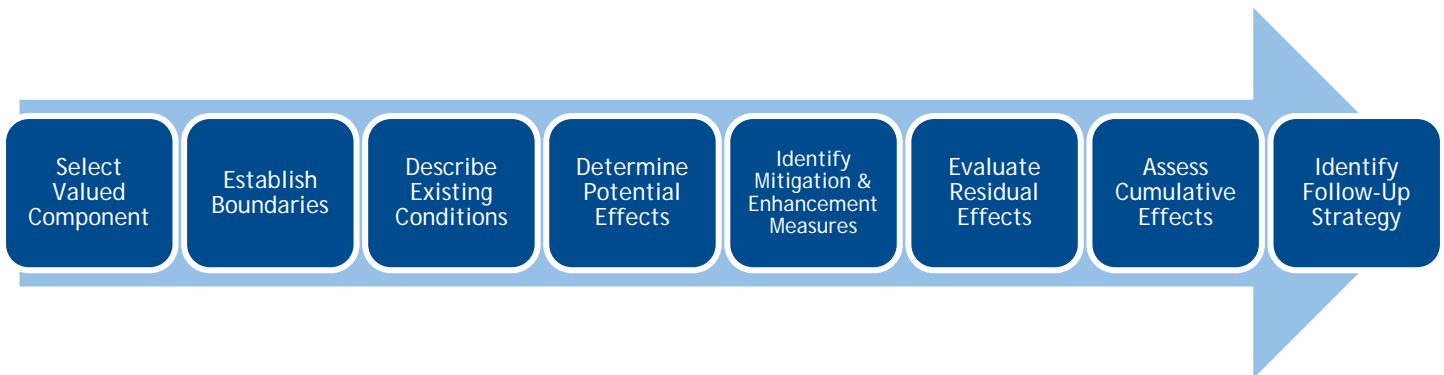 Select
Valued
Component
Establish
Boundaries
Describe
Existing
Conditions
Determine
Potential
Effects
Identify
Mitigation &
Enhancement
Measures
Evaluate
Residual
Effects
Assess
Cumulative
Effects
Identify
Follow-Up
Strategy